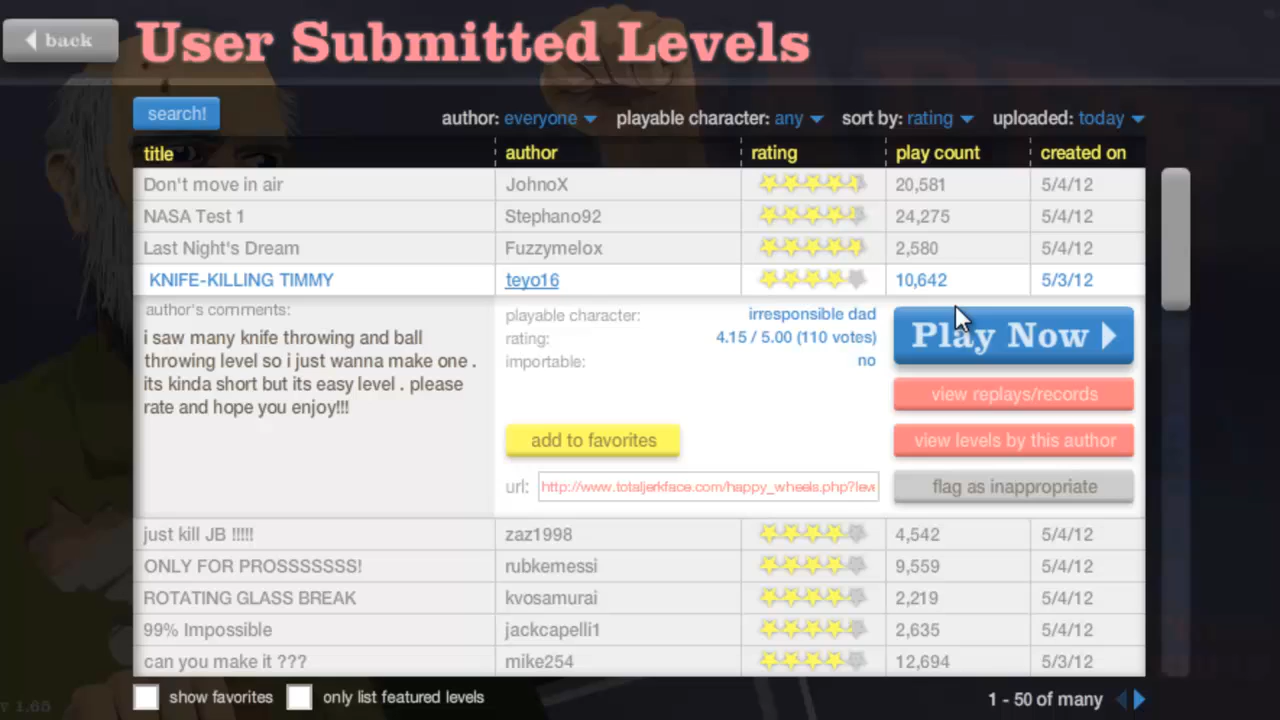 back
User Submitted Levels
search!
author: everyone playable character: any sort by: rating uploaded: today
title author rating play count created on
Don't move in air JohnoX 20,581 5/4/12
NASA Test 1 Stephano92 24,275 5/4/12
Last Night's Dream Fuzzymelox 2,580 5/4/12
KNIFE-KILLING TIMMY teyo16 10,642 5/3/12
author's comments:
i saw many knife throwing and ball
throwing level so i just wanna make one .
its kinda short but its easy level . please
rate and hope you enjoy!!!
playable character: irresponsible dad
rating: 4.15 / 5.00 (110 votes)
importable: no
add to favorites
url: http://www.totaljerkface.com/happy_wheels.php?leve
Play Now
view replays/records
view levels by this author
flag as inappropriate
just kill JB !!!!! zaz1998 4,542 5/4/12
ONLY FOR PROSSSSSSS! rubkemessi 9,559 5/4/12
ROTATING GLASS BREAK kvosamurai 2,219 5/4/12
99% Impossible jackcapelli1 2,635 5/4/12
can you make it ??? mike254 12,694 5/3/12
show favorites only list featured levels 1 - 50 of many
v 1.65